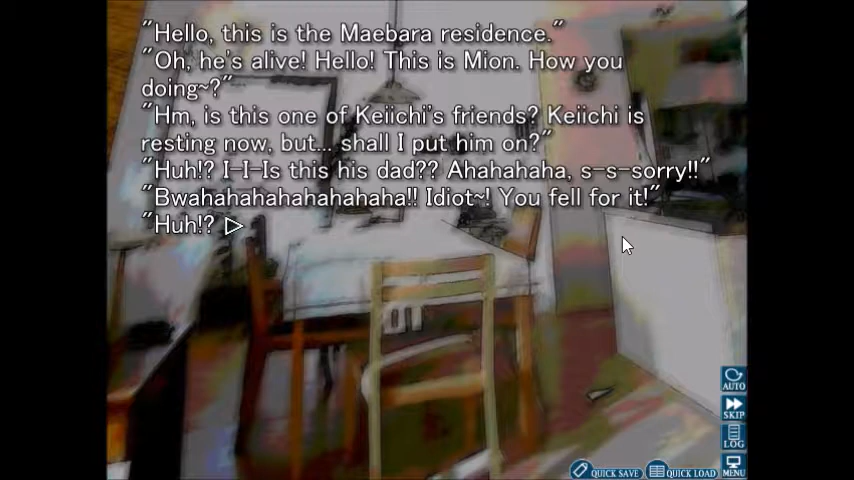 "Hello, this is the Maebara residence."
"Oh, he's alive! Hello! This is Mion. How you
doing~?"
"Hm, is this one of Keiichi's friends? Keiichi is
resting now, but... shall I put him on?"
"Huh!? I-I-Is this his dad?? Ahahahaha, s-s-sorry!!"
"Bwahahahahahahahaha!! Idiot~! You fell for it!"
"Huh!?
AUTO
SKIP
LOG
MENU
QUICK SAVE
QUICK LOAD